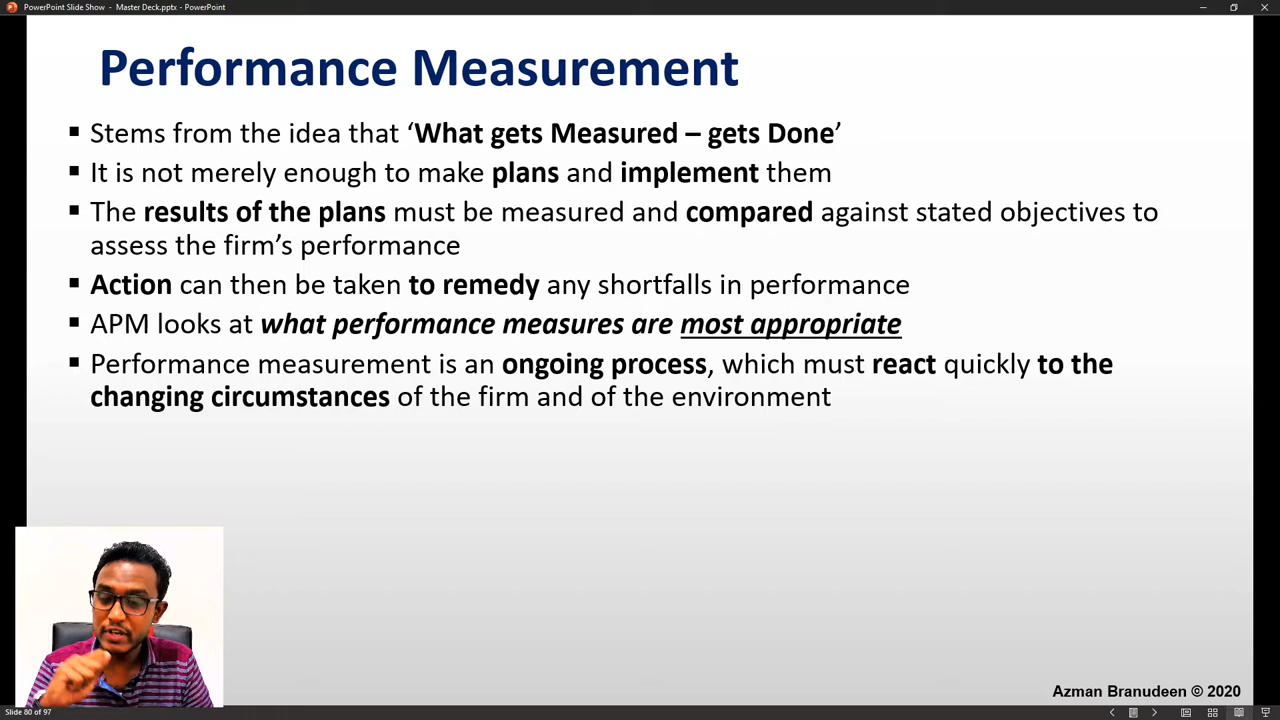 PowerPoint Slide Show - Master Deck.pptx - PowerPoint
Performance Measurement
▪ Stems from the idea that ‘What gets Measured – gets Done’
▪ It is not merely enough to make plans and implement them
▪ The results of the plans must be measured and compared against stated objectives to
assess the firm’s performance
▪ Action can then be taken to remedy any shortfalls in performance
▪ APM looks at what performance measures are most appropriate
▪ Performance measurement is an ongoing process, which must react quickly to the
changing circumstances of the firm and of the environment
Azman Branudeen © 2020
Slide 80 of 97